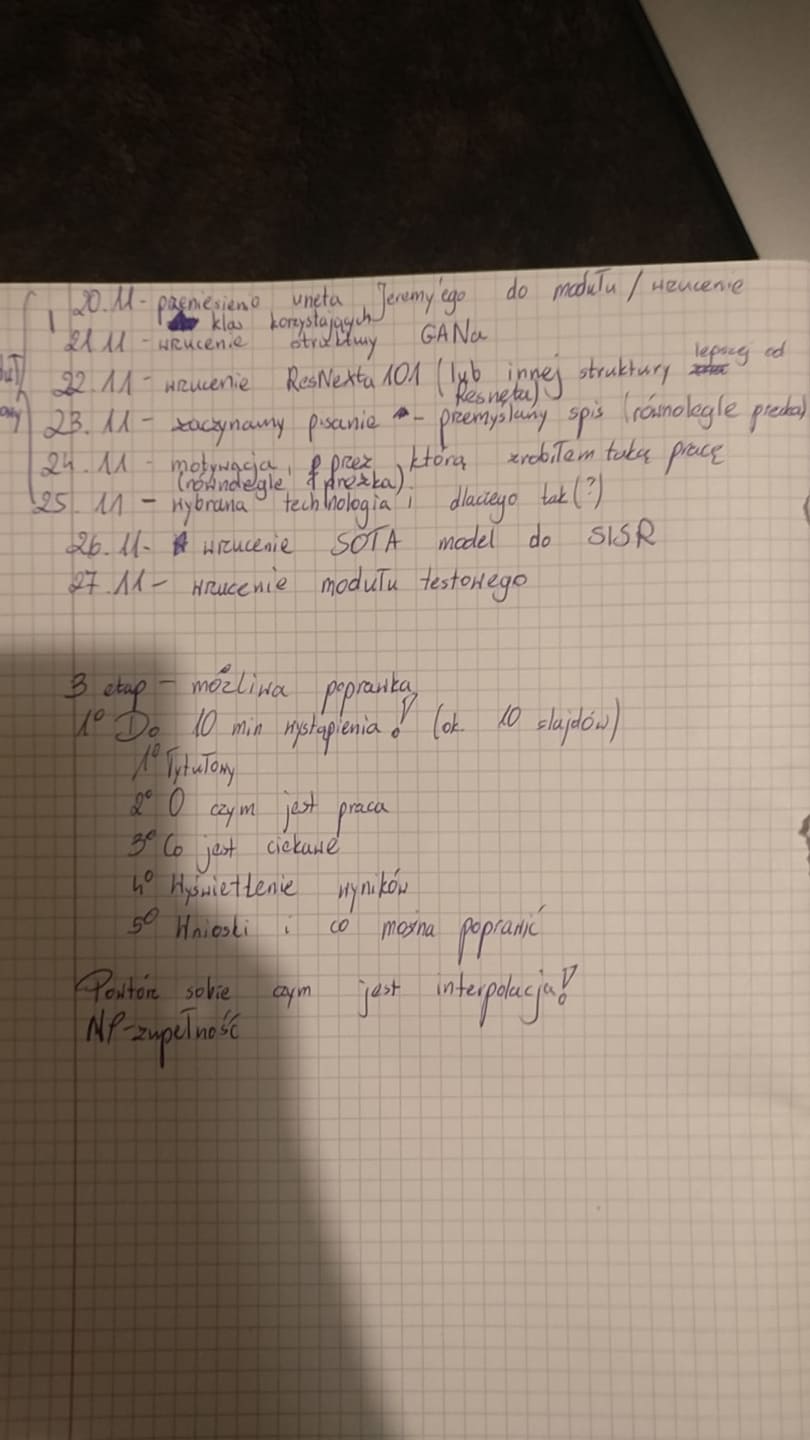 20.11 - pzeniesieno uneta Jeremy'ego do modułu / wrzucenie
klas korzystających
21.11 - wrzucenie struktury GANa
22.11 - wrzucenie ResNexta 101 (lub innej struktury lepszej od
Resneta)
23.11 - zaczynamy pisanie - przemyślany spis (równolegle prezka)
24.11 - motywacja, przez którą zrobiłem taką pracę
(równolegle prezka)
25.11 - wybrana technologia i dlaczego tak (?)
26.11 - wrzucenie SOTA model do SISR
27.11 - wrzucenie modułu testowego
3 etap - możliwa poprawka
1° Do 10 min wystąpienia! (ok. 10 slajdów)
1° Tytułowy
2° O czym jest praca
3° Co jest ciekawe
4° Wyświetlenie wyników
5° Wnioski i co można poprawić
Powtórz sobie czym jest interpolacja!
NP-zupełność